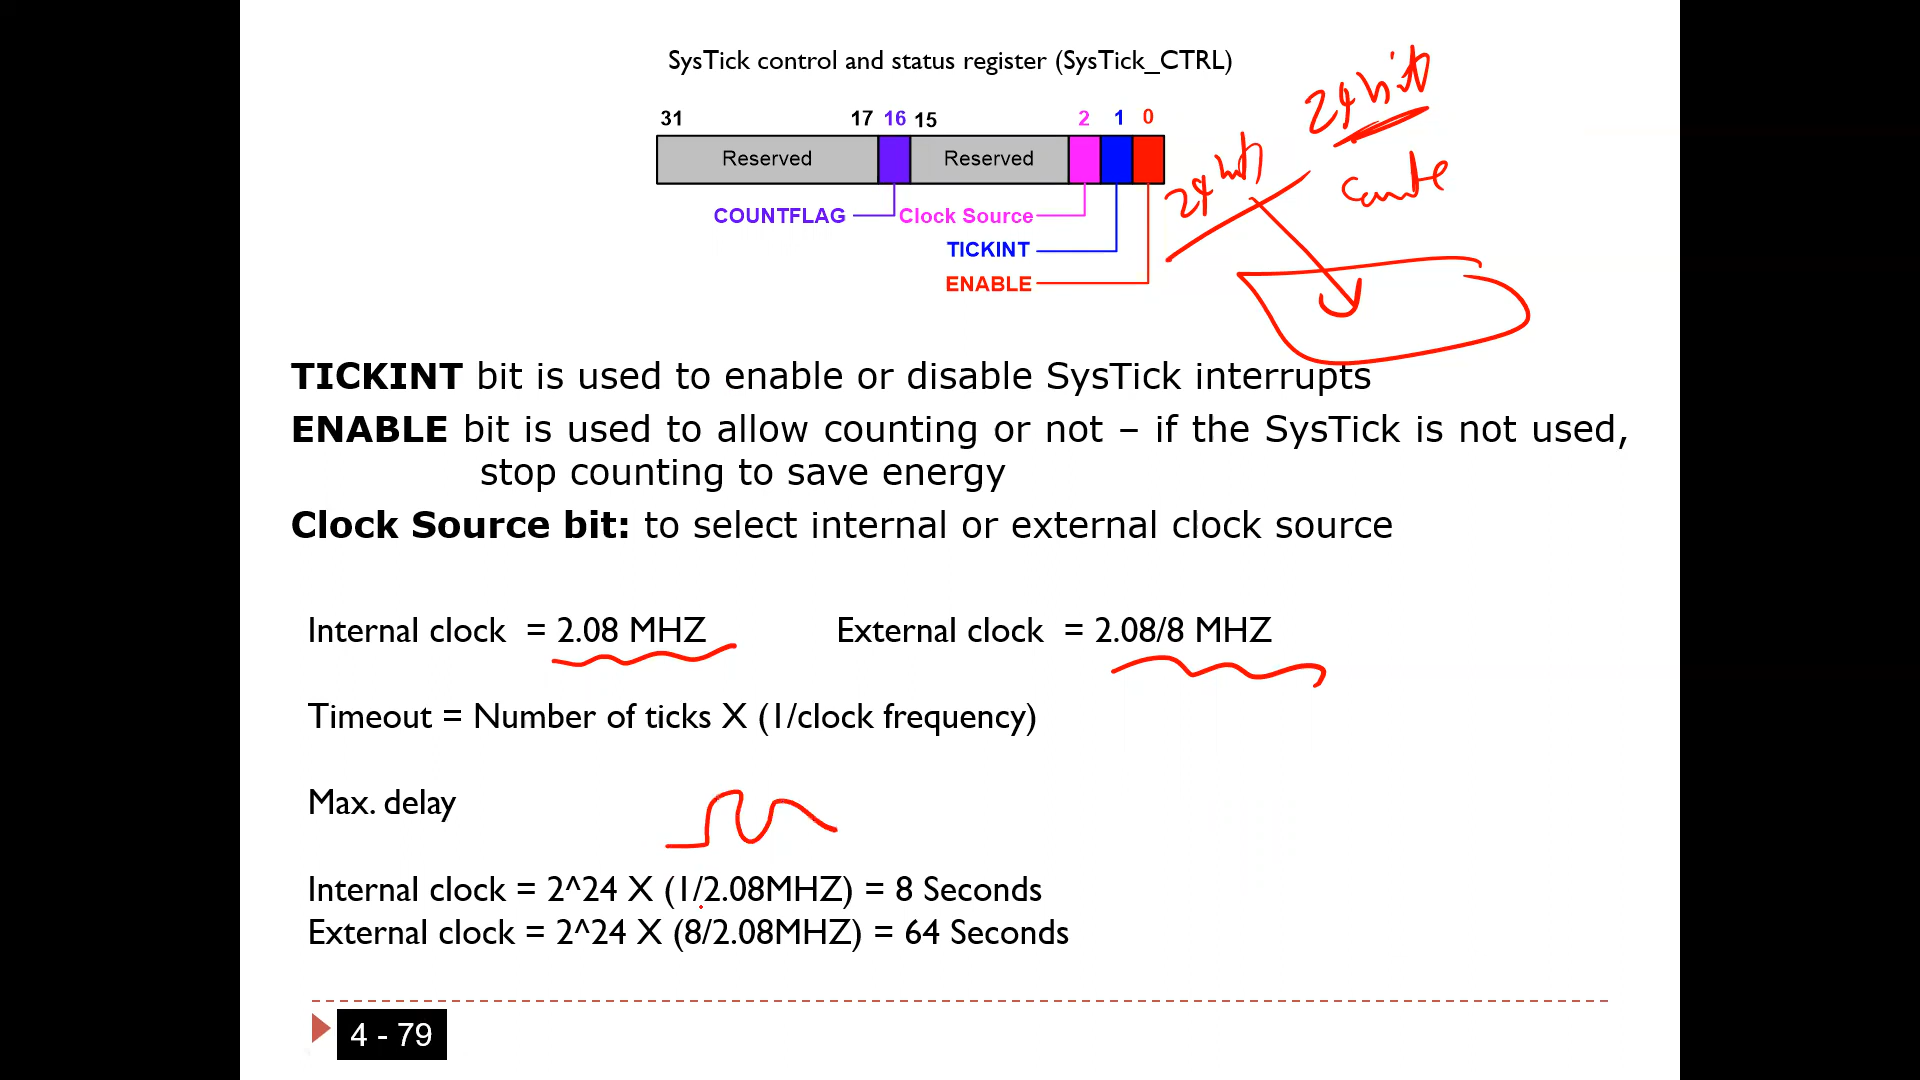 SysTick control and status register (SysTick_CTRL)
31 17 16 15 2 1 0
Reserved Reserved
COUNTFLAG Clock Source
TICKINT
ENABLE
24 bit
24 bit
TICKINT bit is used to enable or disable SysTick interrupts
ENABLE bit is used to allow counting or not – if the SysTick is not used,
stop counting to save energy
Clock Source bit: to select internal or external clock source
Internal clock = 2.08 MHZ External clock = 2.08/8 MHZ
Timeout = Number of ticks X (1/clock frequency)
Max. delay
Internal clock = 2^24 X (1/2.08MHZ) = 8 Seconds
External clock = 2^24 X (8/2.08MHZ) = 64 Seconds
4 - 79